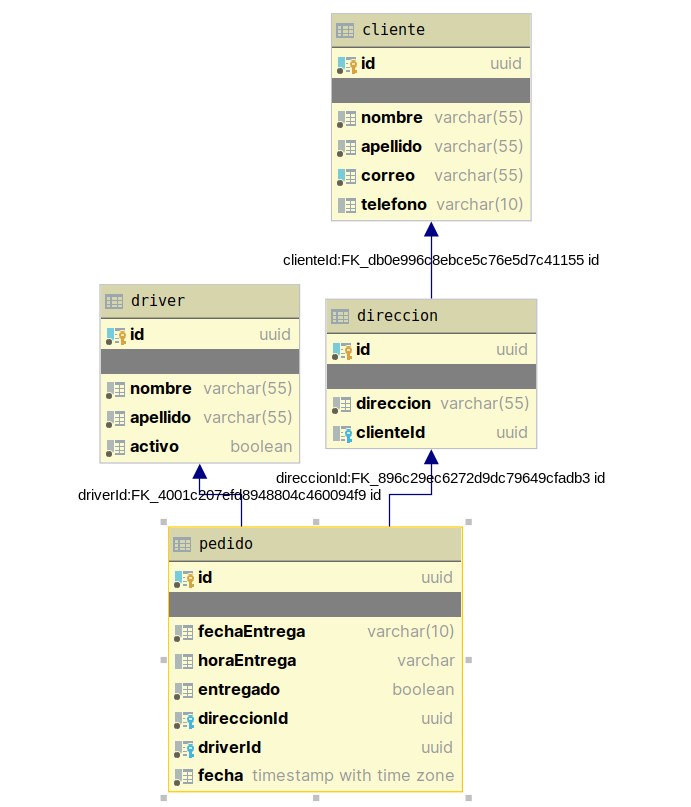 cliente
id uuid
nombre varchar(55)
apellido varchar(55)
correo varchar(55)
telefono varchar(10)
clienteId:FK_db0e996c8ebce5c76e5d7c41155 id
driver
id uuid
nombre varchar(55)
apellido varchar(55)
activo boolean
direccion
id uuid
direccion varchar(55)
clienteId uuid
direccionId:FK_896c29ec6272d9dc79649cfadb3 id
driverId:FK_4001c207efd8948804c460094f9 id
pedido
id uuid
fechaEntrega varchar(10)
horaEntrega varchar
entregado boolean
direccionId uuid
driverId uuid
fecha timestamp with time zone